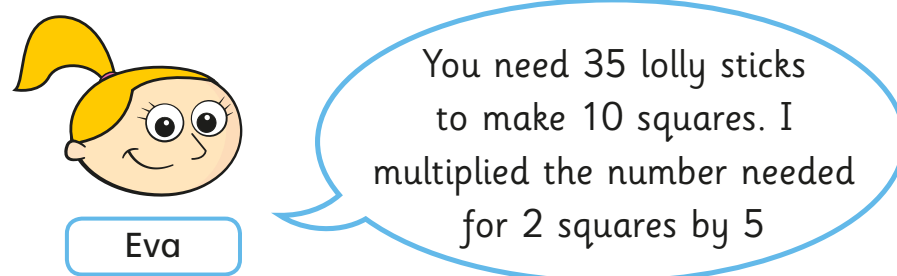 You need 35 lolly sticks
to make 10 squares. I
multiplied the number needed
for 2 squares by 5
Eva